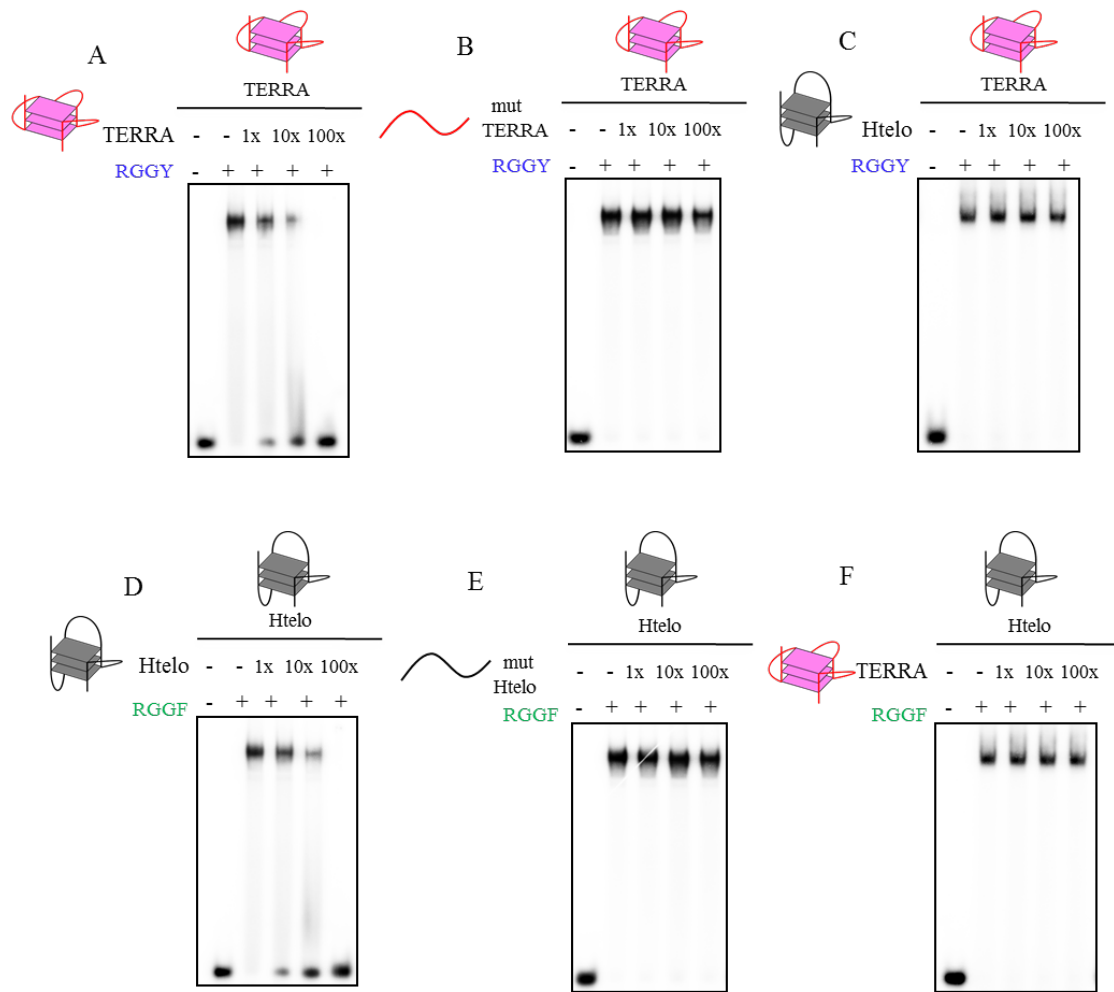 A
TERRA
TERRA - - 1x 10x 100x
RGGY + + + +
B
TERRA
mut
TERRA - - 1x 10x 100x
RGGY + + + +
C
TERRA
Htelo - - 1x 10x 100x
RGGY + + + +
D
Htelo
Htelo - - 1x 10x 100x
RGGF - + + + +
E
Htelo
mut
Htelo - - 1x 10x 100x
RGGF - + + + +
F
Htelo
TERRA - - 1x 10x 100x
RGGF - + + + +